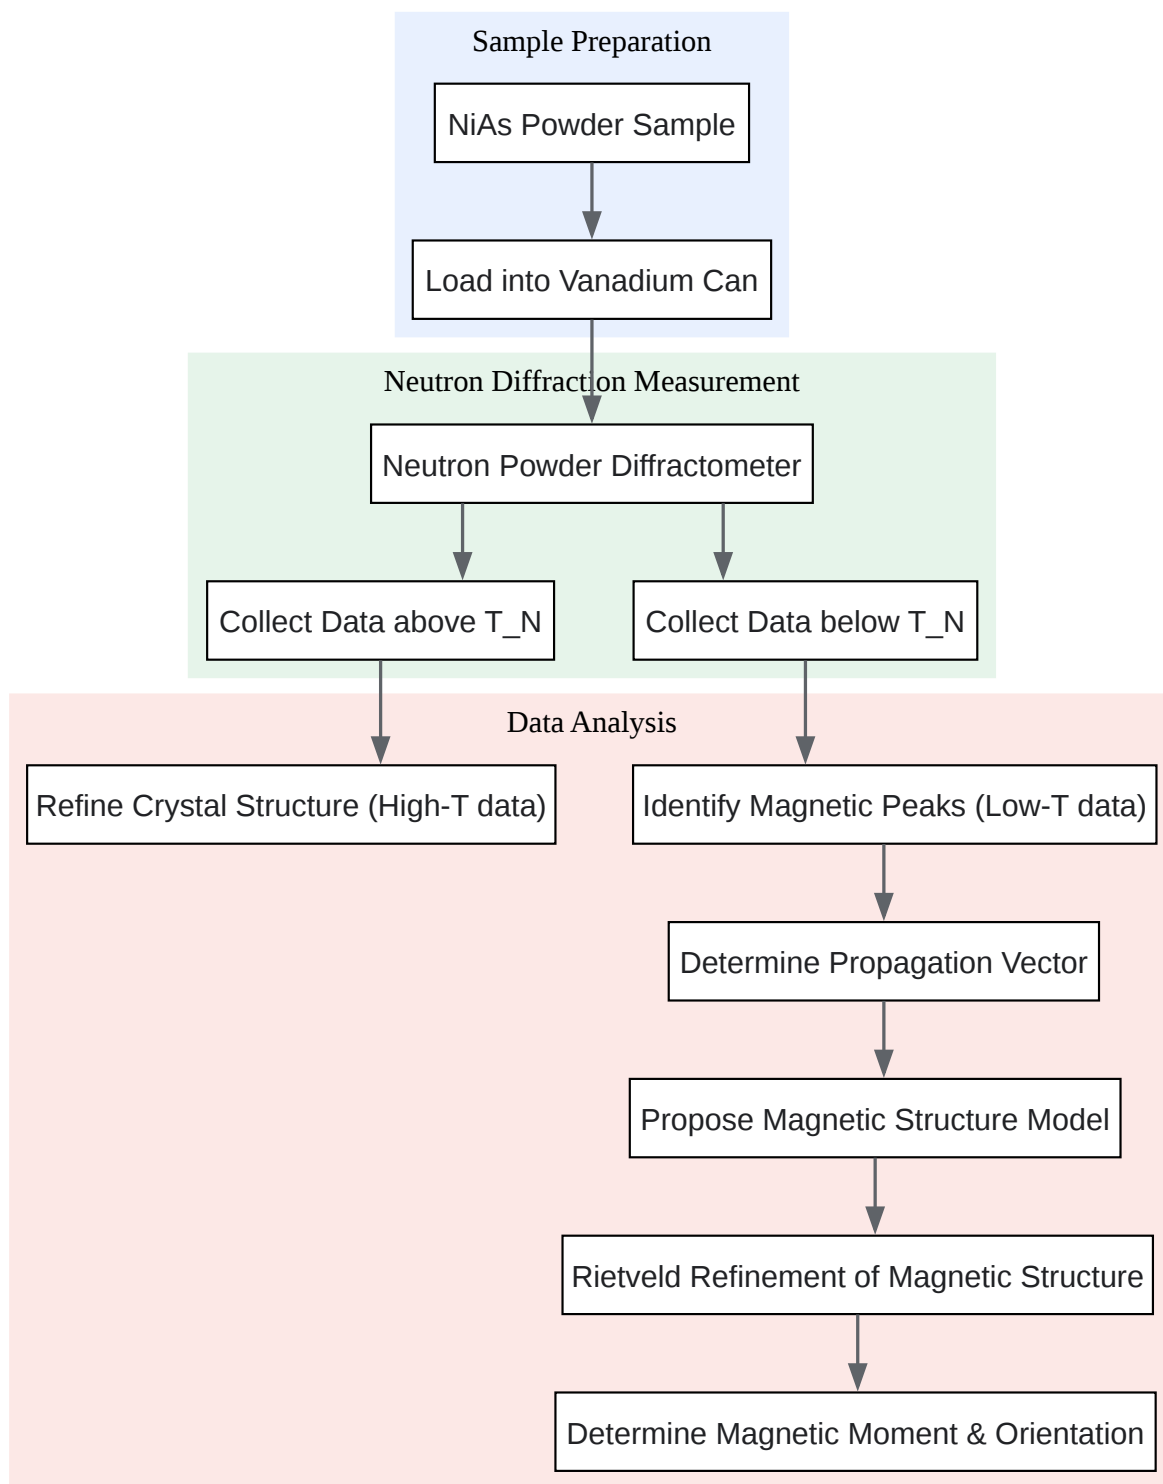 Sample Preparation
NiAs Powder Sample
Load into Vanadium Can
Neutron Diffraction Measurement
Neutron Powder Diffractometer
Collect Data above T_N
Collect Data below T_N
Data Analysis
Refine Crystal Structure (High-T data)
Identify Magnetic Peaks (Low-T data)
Determine Propagation Vector
Propose Magnetic Structure Model
Rietveld Refinement of Magnetic Structure
Determine Magnetic Moment & Orientation